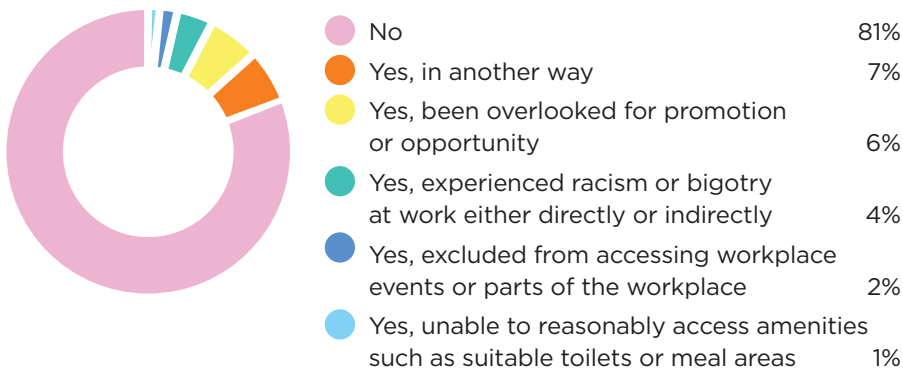 No 81%
Yes, in another way 7%
Yes, been overlooked for promotion
or opportunity 6%
Yes, experienced racism or bigotry
at work either directly or indirectly 4%
Yes, excluded from accessing workplace
events or parts of the workplace 2%
Yes, unable to reasonably access amenities
such as suitable toilets or meal areas 1%